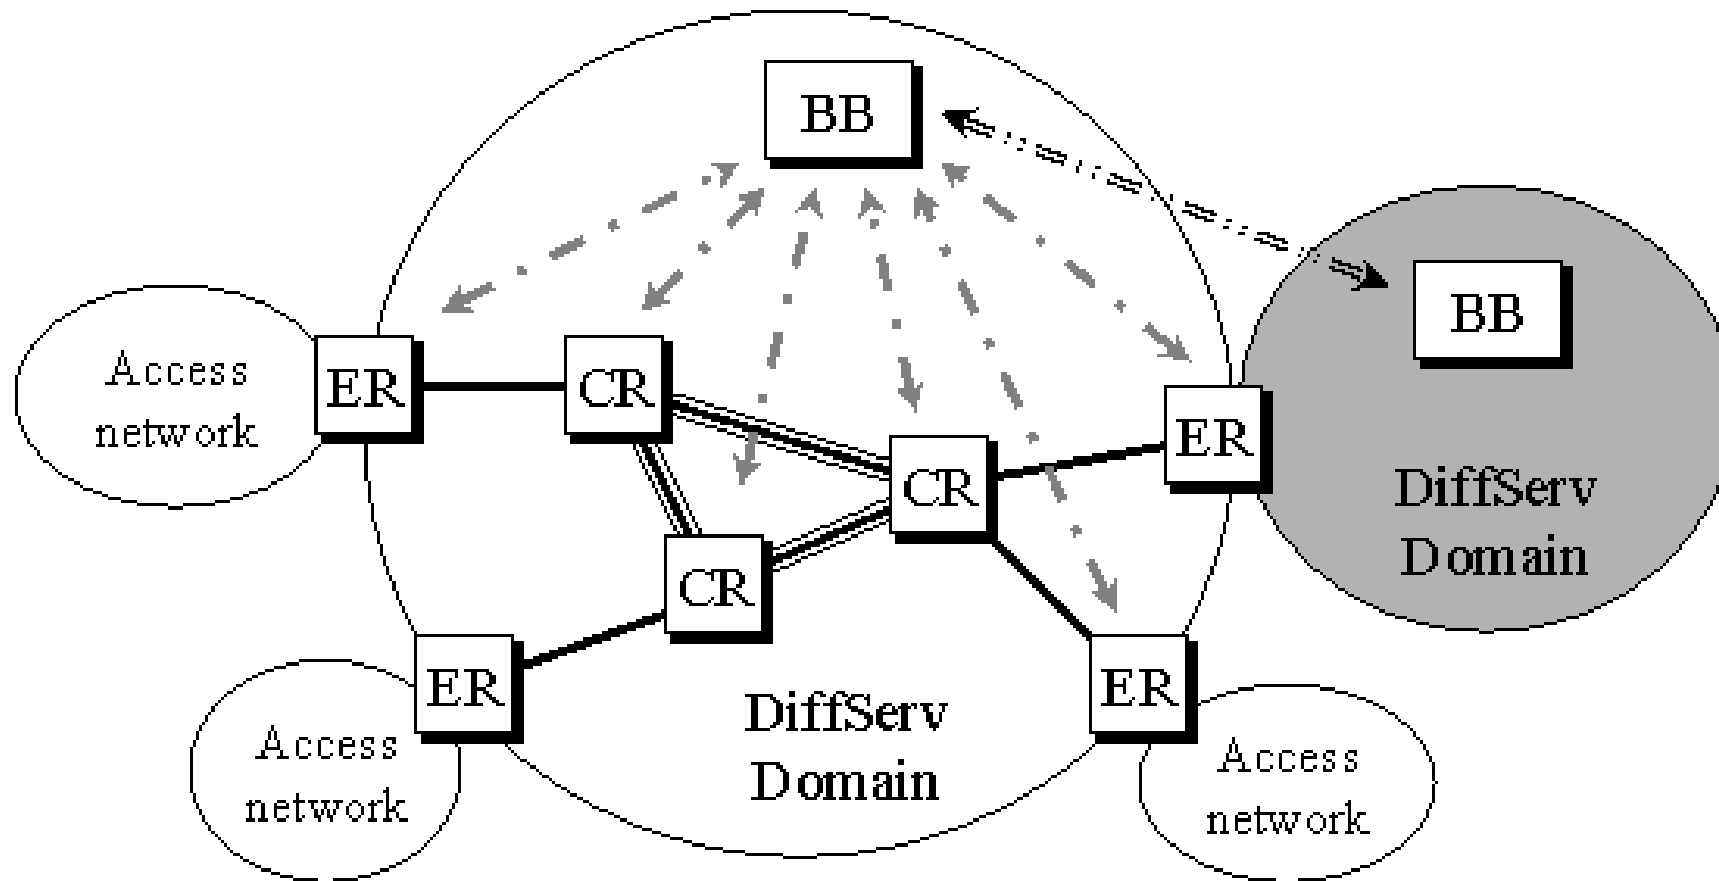 BB
BB
Access
network
ER
CR
ER
CR
DiffServ
Domain
CR
ER
ER
DiffServ
Domain
Access
network
Access
network